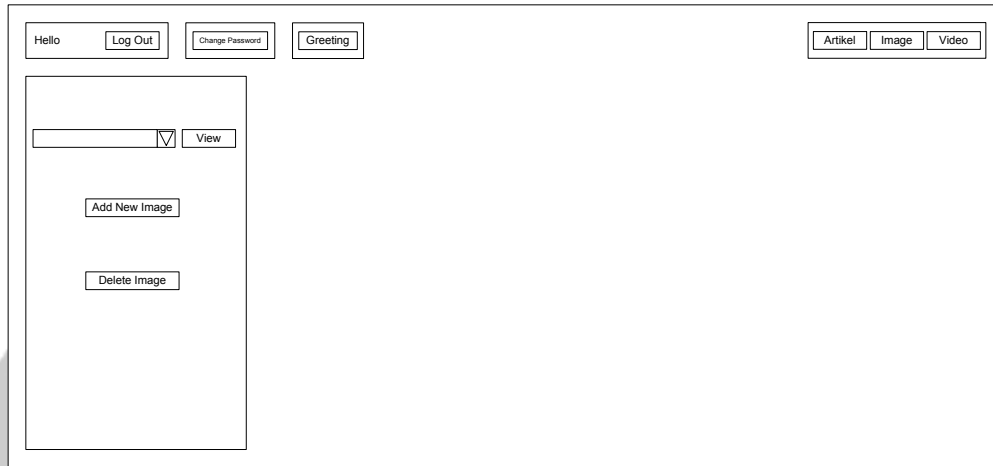 Hello Log Out Change Password Greeting Artikel Image Video
View
Add New Image
Delete Image